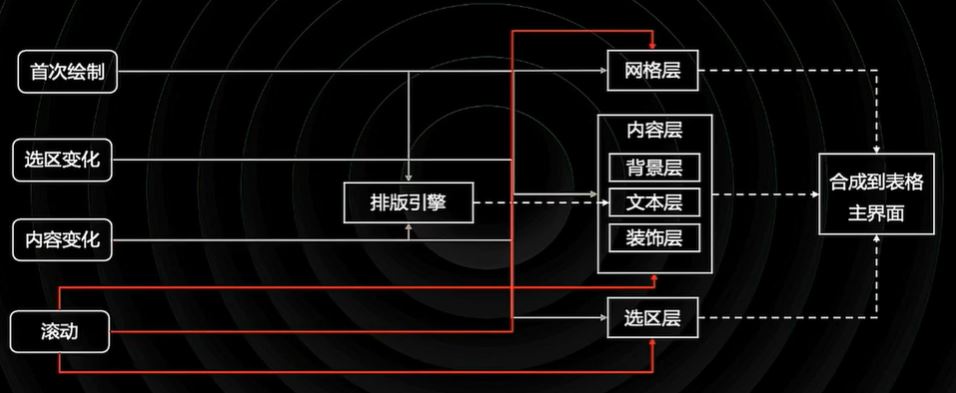 首次绘制
选区变化
内容变化
滚动
排版引擎
网格层
内容层
背景层
文本层
装饰层
选区层
合成到表格
主界面